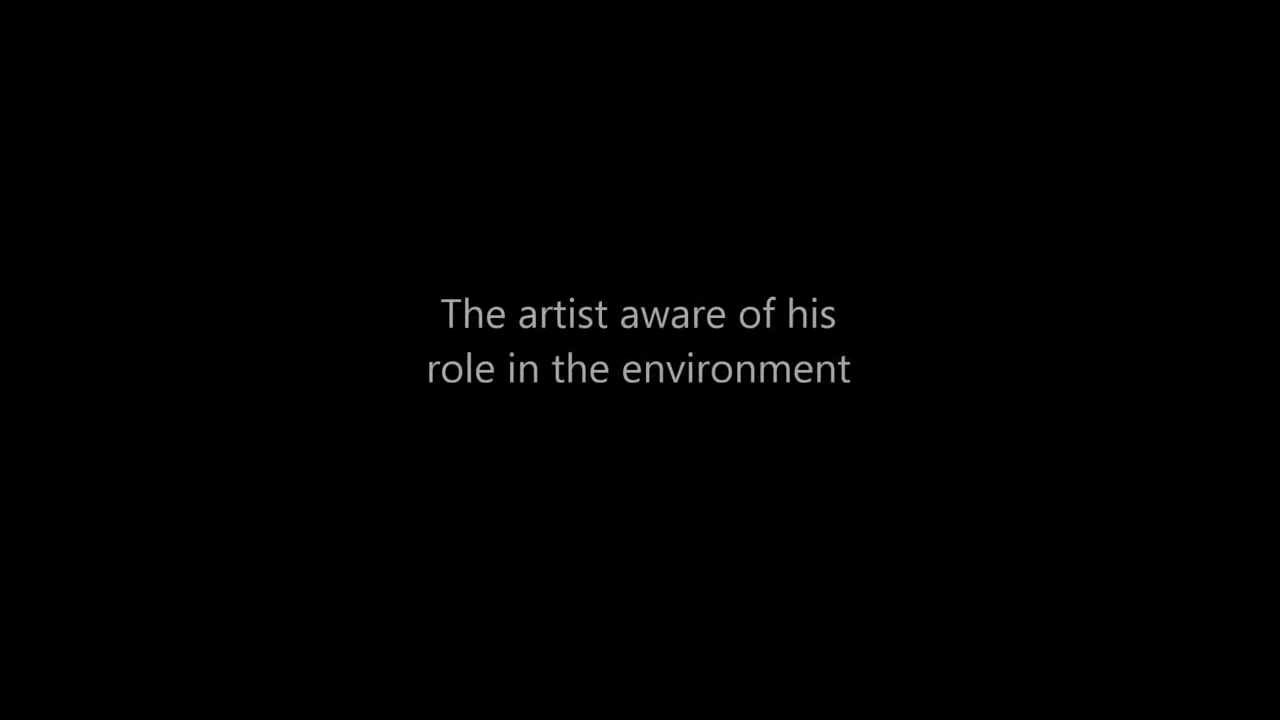 The artist aware of his
role in the environment